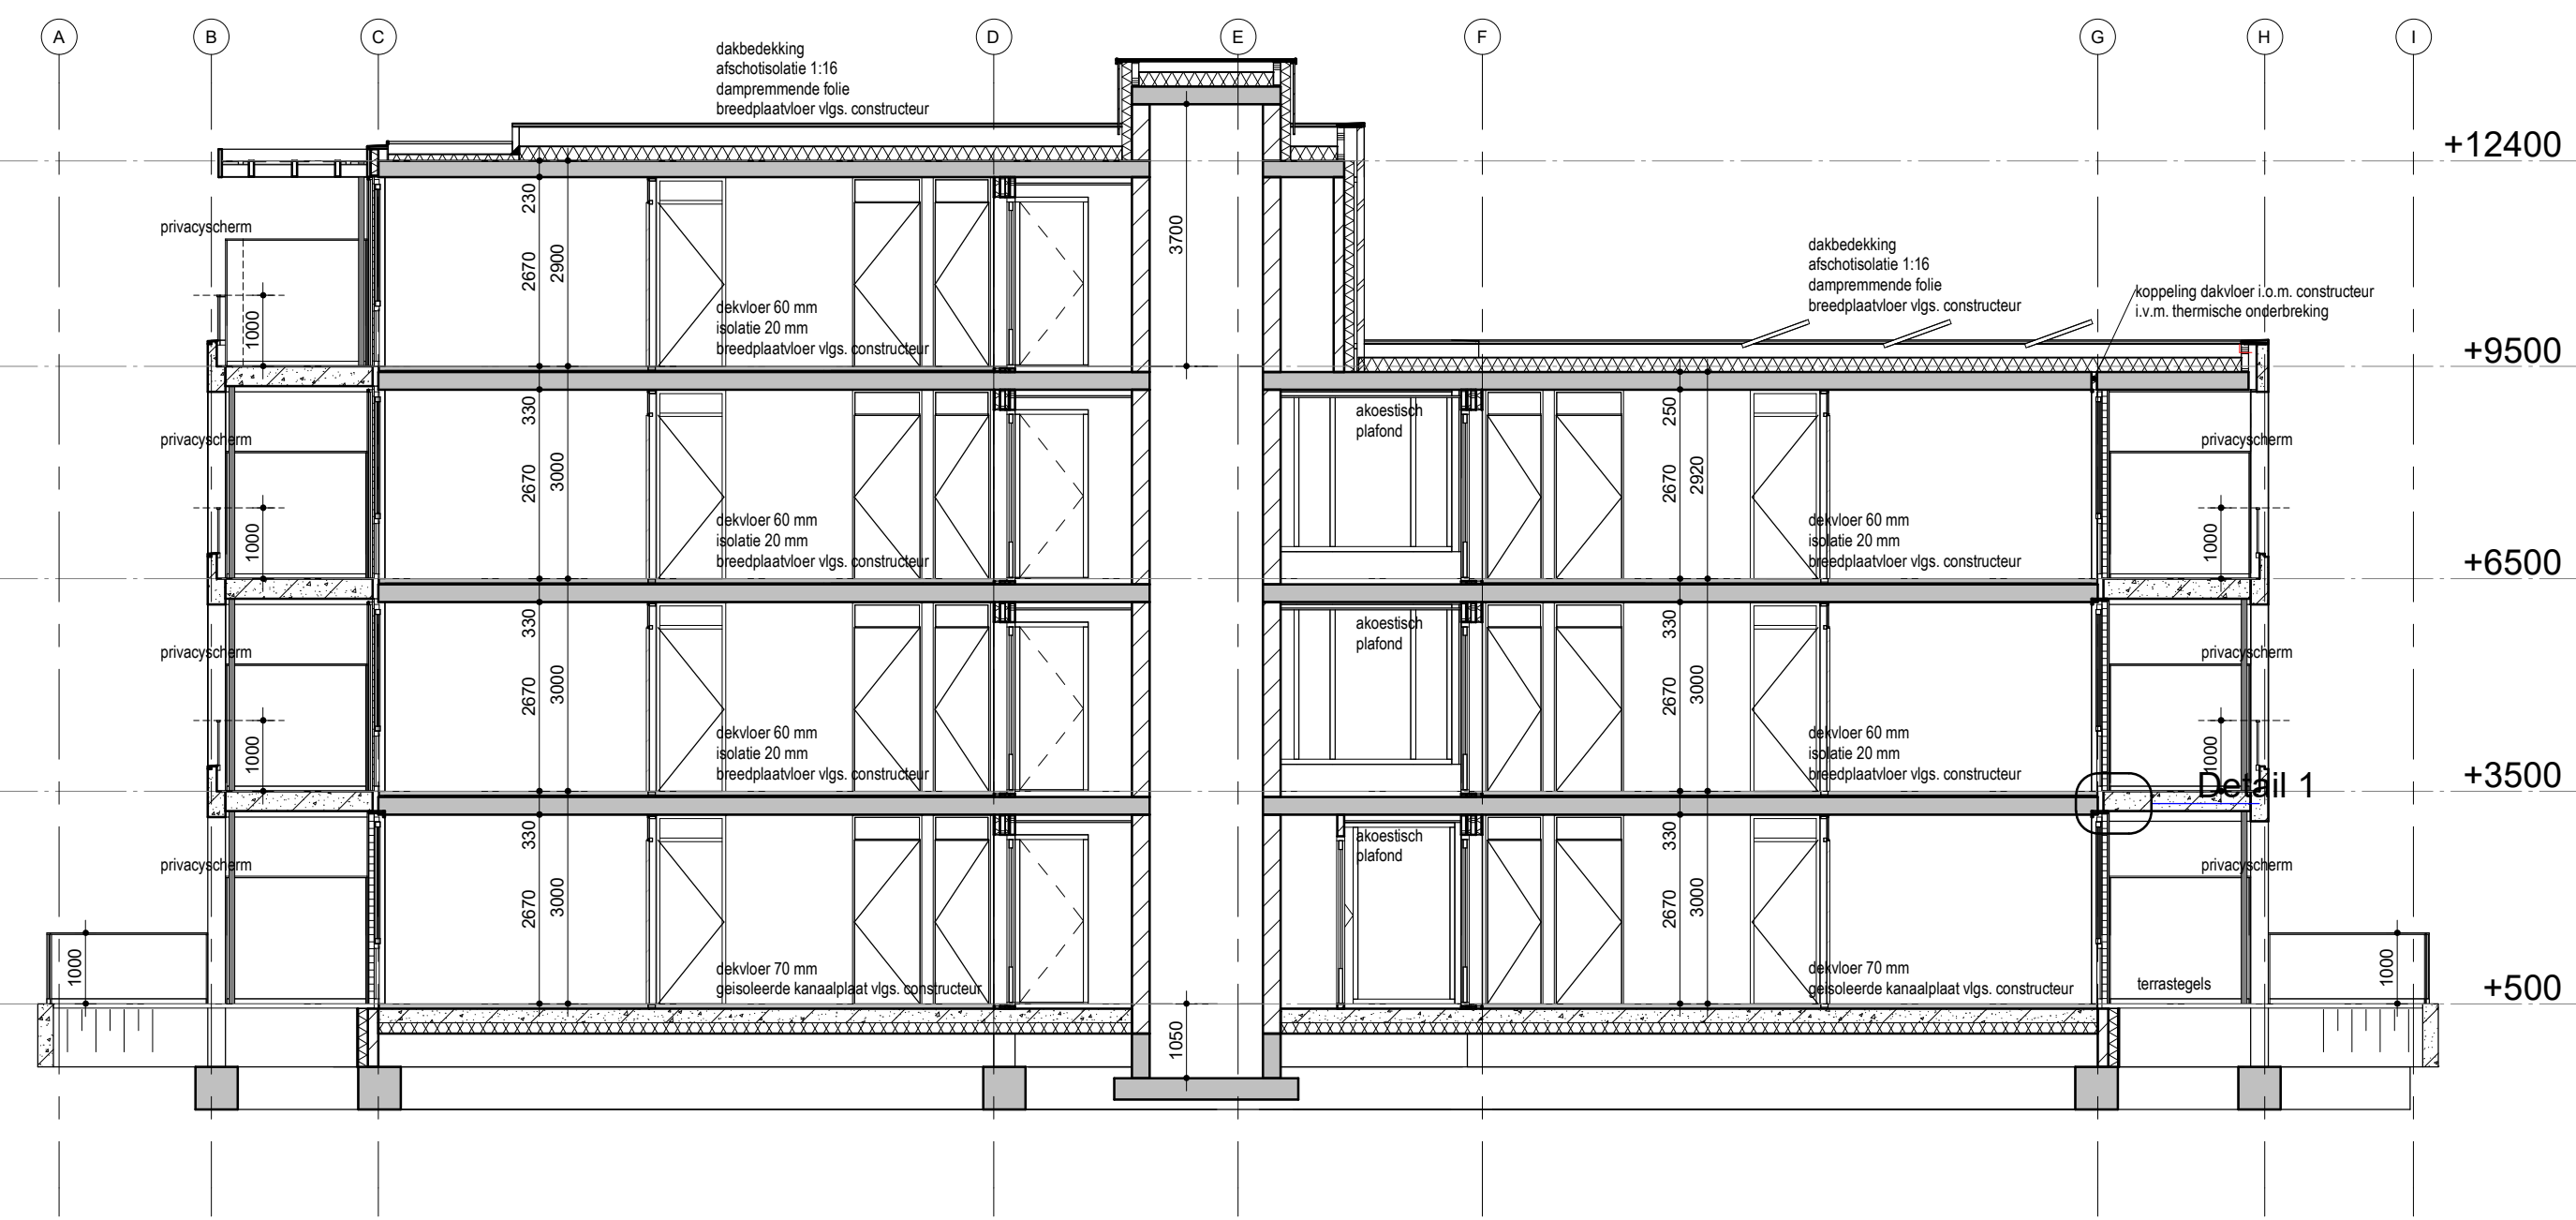 A
B
C
D
E
F
G
H
I
dakbedekking
afschotisolatie 1:16
dampremmende folie
breedplaatvloer vlgs. constructeur
+12400
230
2670
2900
3700
privacyscherm
1000
dekvloer 60 mm
isolatie 20 mm
breedplaatvloer vlgs. constructeur
dakbedekking
afschotisolatie 1:16
dampremmende folie
breedplaatvloer vlgs. constructeur
koppeling dakvloer i.o.m. constructeur
i.v.m. thermische onderbreking
+9500
privacyscherm
1000
330
2670
3000
dekvloer 60 mm
isolatie 20 mm
breedplaatvloer vlgs. constructeur
akoestisch
plafond
250
2670
2920
dekvloer 60 mm
isolatie 20 mm
breedplaatvloer vlgs. constructeur
privacyscherm
1000
+6500
privacyscherm
1000
330
2670
3000
dekvloer 60 mm
isolatie 20 mm
breedplaatvloer vlgs. constructeur
akoestisch
plafond
330
2670
3000
dekvloer 60 mm
isolatie 20 mm
breedplaatvloer vlgs. constructeur
privacyscherm
1000
Detail 1
+3500
privacyscherm
1000
330
2670
3000
dekvloer 70 mm
geisoleerde kanaalplaat vlgs. constructeur
akoestisch
plafond
330
2670
3000
dekvloer 70 mm
geisoleerde kanaalplaat vlgs. constructeur
privacyscherm
terrastegels
1000
+500
1050